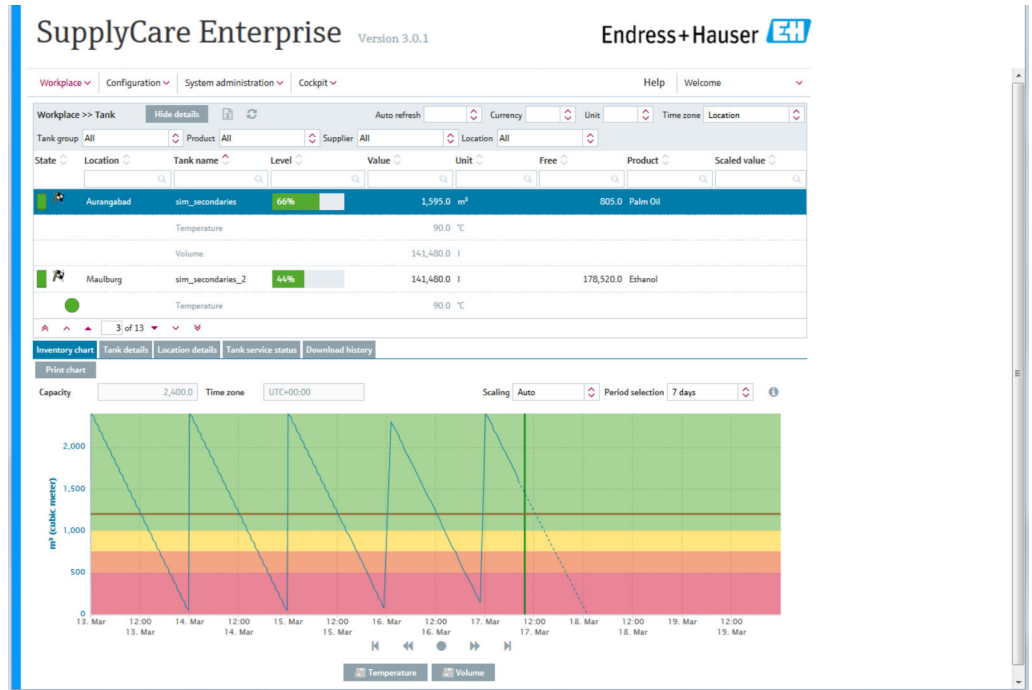 SupplyCare Enterprise Version 3.0.1
Endress+Hauser EH
Workplace Configuration System administration Cockpit Help Welcome
Workplace >> Tank Hide details Auto refresh Currency Unit Time zone Location
Tank group All Product All Supplier All Location All
State Location Tank name Level Value Unit Free Product Scaled value
Aurangabad sim_secondaries 66% 1,595.0 m³ 805.0 Palm Oil
Temperature 90.0 °C
Volume 141,480.0 l
Maulburg sim_secondaries_2 44% 141,480.0 l 178,520.0 Ethanol
Temperature 90.0 °C
3 of 13
Inventory chart Tank details Location details Tank service status Download history
Print chart
Capacity 2,400.0 Time zone UTC+00:00 Scaling Auto Period selection 7 days
m³ (cubic meter)
2,000
1,500
1,000
500
0
13. Mar 12:00 14. Mar 12:00 15. Mar 12:00 16. Mar 12:00 17. Mar 12:00 18. Mar 12:00 19. Mar 12:00
13. Mar 14. Mar 15. Mar 16. Mar 17. Mar 18. Mar 19. Mar
Temperature Volume